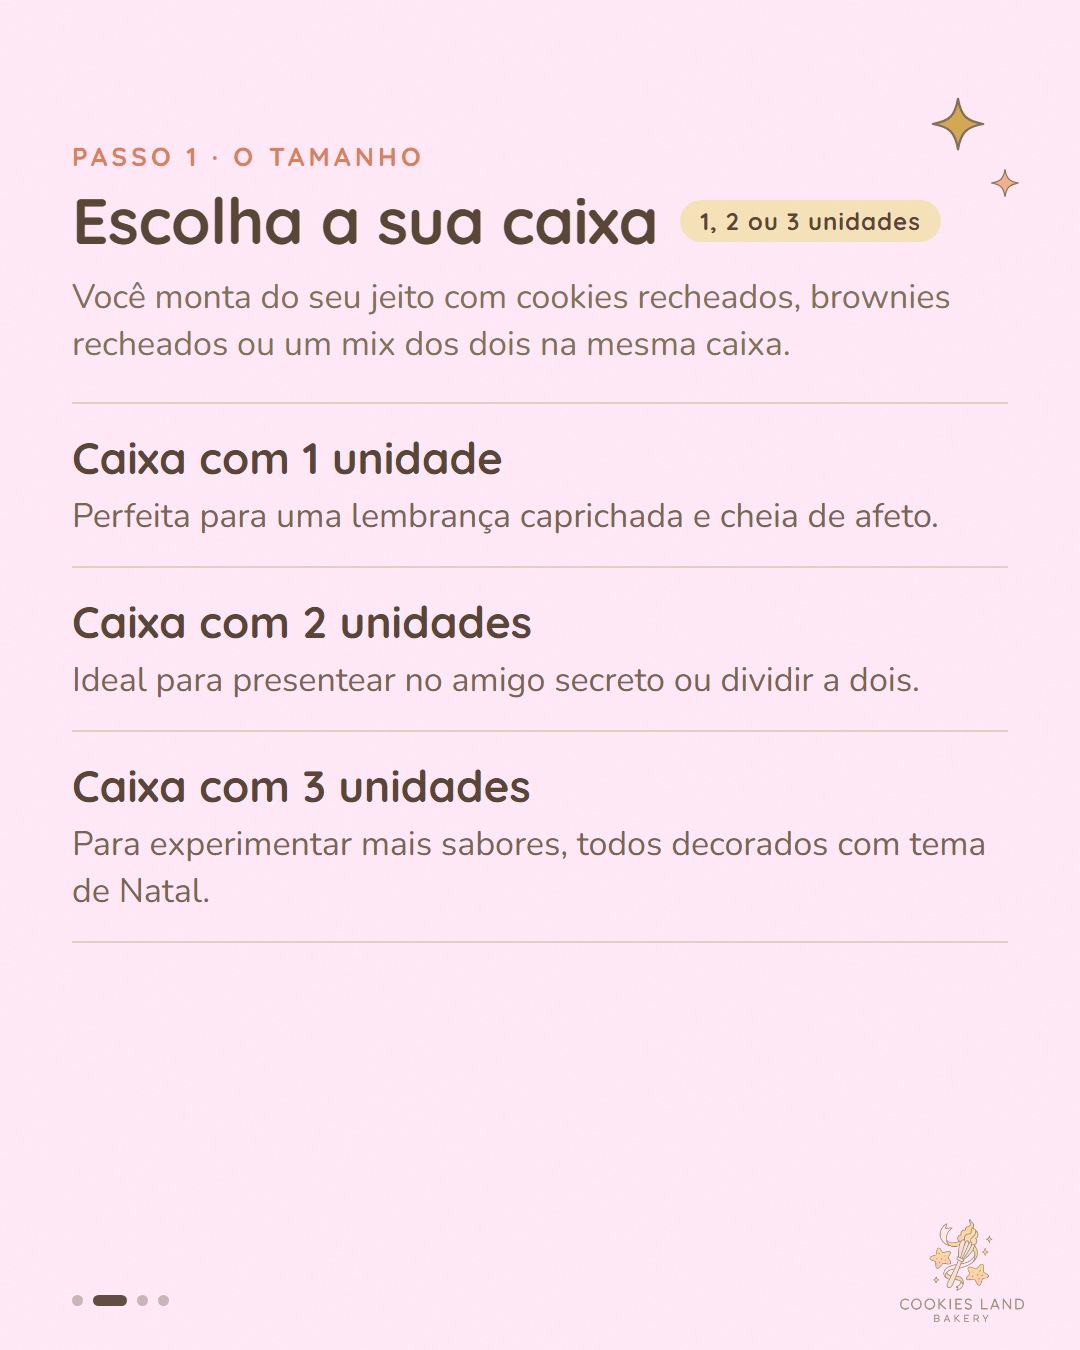 PASSO 1 · O TAMANHO
Escolha a sua caixa
1, 2 ou 3 unidades
Você monta do seu jeito com cookies recheados, brownies
recheados ou um mix dos dois na mesma caixa.
Caixa com 1 unidade
Perfeita para uma lembrança caprichada e cheia de afeto.
Caixa com 2 unidades
Ideal para presentear no amigo secreto ou dividir a dois.
Caixa com 3 unidades
Para experimentar mais sabores, todos decorados com tema
de Natal.
COOKIES LAND
BAKERY